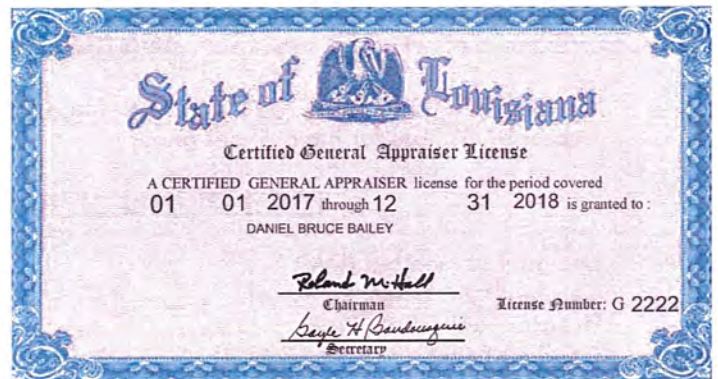 State of Louisiana
Certified General Appraiser License
A CERTIFIED GENERAL APPRAISER license for the period covered
01 01 2017 through 12 31 2018 is granted to :
DANIEL BRUCE BAILEY
Roland M. Hall
Chairman
License Number: G 2222
Gayle H
Secretary